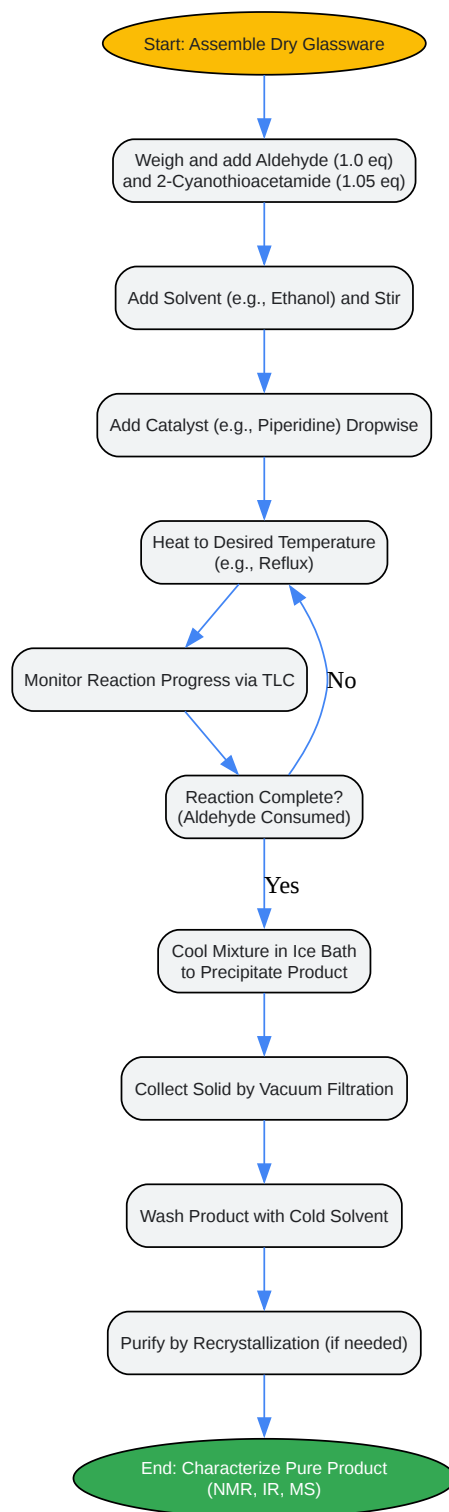 Start: Assemble Dry Glassware
Weigh and add Aldehyde (1.0 eq)
and 2-Cyanothioacetamide (1.05 eq)
Add Solvent (e.g., Ethanol) and Stir
Add Catalyst (e.g., Piperidine) Dropwise
Heat to Desired Temperature
(e.g., Reflux)
Monitor Reaction Progress via TLC
No
Reaction Complete?
(Aldehyde Consumed)
Yes
Cool Mixture in Ice Bath
to Precipitate Product
Collect Solid by Vacuum Filtration
Wash Product with Cold Solvent
Purify by Recrystallization (if needed)
End: Characterize Pure Product
(NMR, IR, MS)